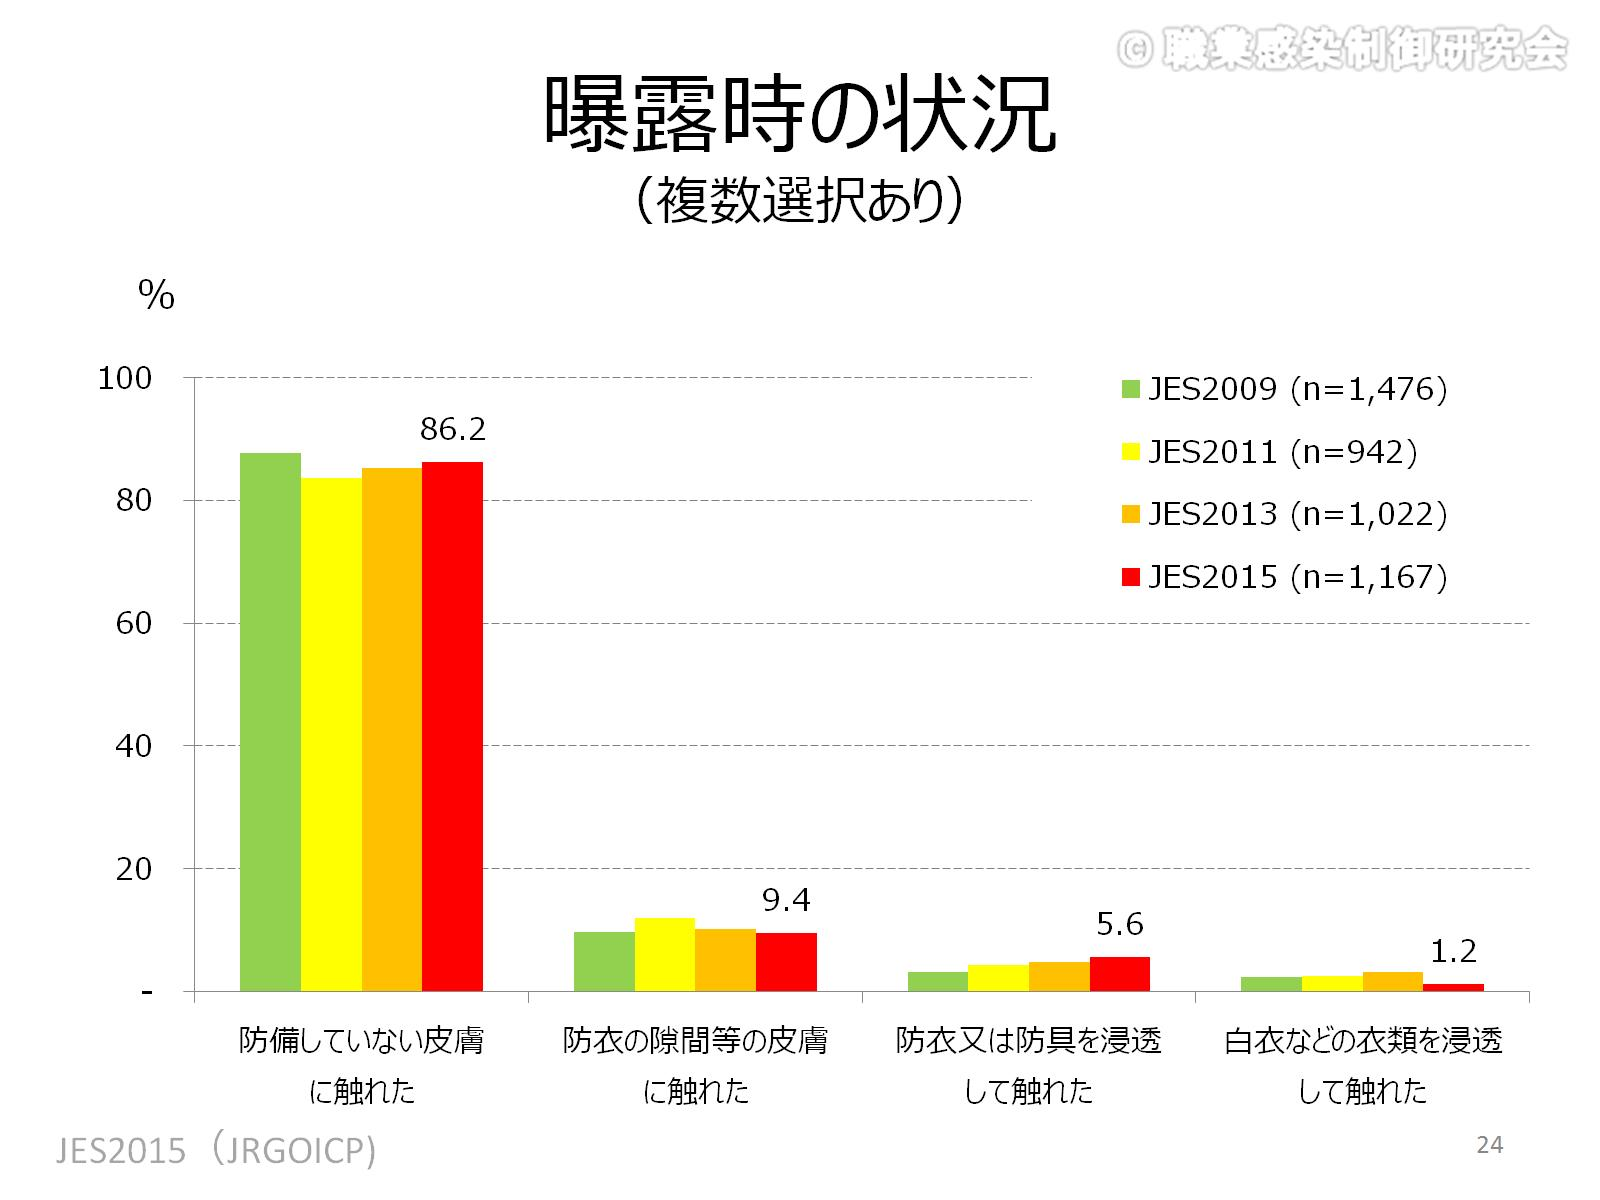 © 職業感染制御研究会
曝露時の状況
（複数選択あり）
%
100
80
60
40
20
-
86.2
9.4
5.6
1.2
JES2009 (n=1,476)
JES2011 (n=942)
JES2013 (n=1,022)
JES2015 (n=1,167)
防備していない皮膚
に触れた
防衣の隙間等の皮膚
に触れた
防衣又は防具を浸透
して触れた
白衣などの衣類を浸透
して触れた
JES2015（JRGOICP)
24